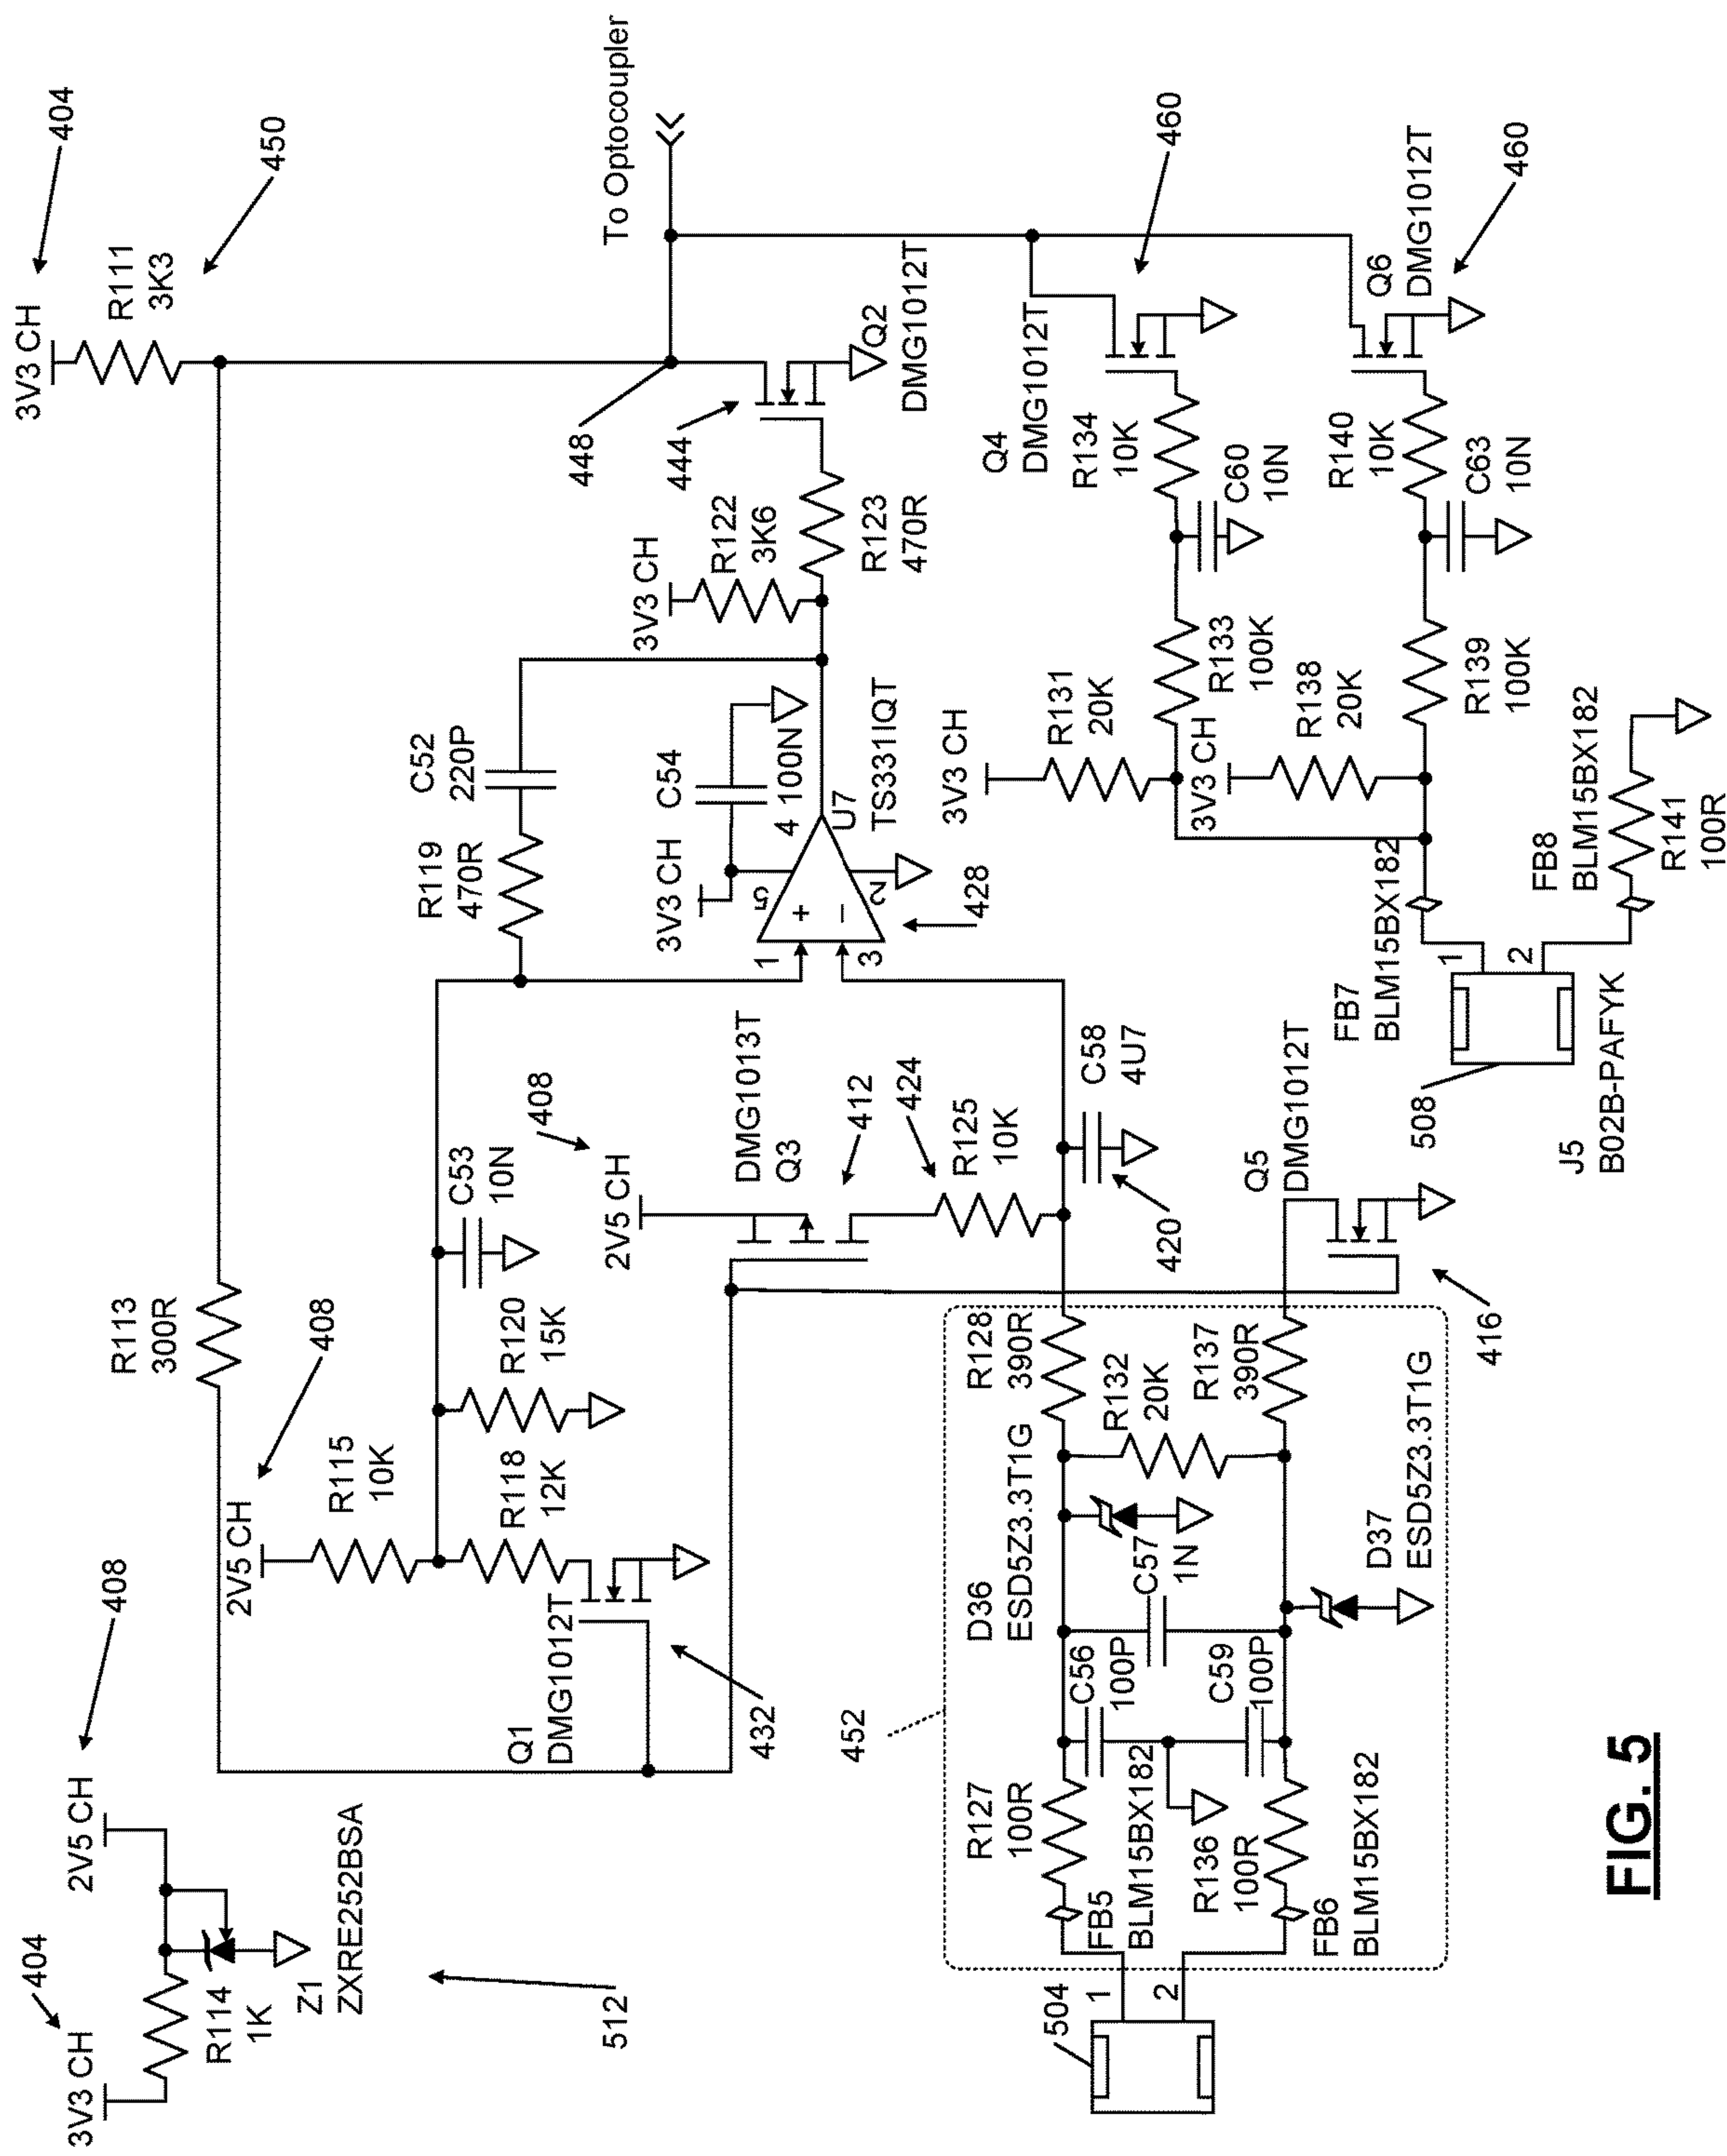 404
450
3V3 CH
R111
3K3
To Optocoupler
448
444
Q2
DMG1012T
460
460
Q6
DMG1012T
Q4
DMG1012T
R134
10K
C60
10N
R140
10K
C63
10N
3V3 CH
R122
3K6
R123
470R
R133
100K
R131
20K
3V3 CH
R138
20K
3V3 CH
R139
100K
C52
220P
R119
470R
C54
100N
3V3 CH
4
5
+
−
2
1
3
U7
TS331IQT
428
FB7
BLM15BX182
FB8
BLM15BX182
R141
100R
1
2
508
J5
B02B-PAFYK
R113
300R
408
2V5 CH
R115
10K
R118
12K
R120
15K
C53
10N
408
2V5 CH
DMG1013T
Q3
412
424
R125
10K
C58
4U7
420
Q5
DMG1012T
416
Q1
DMG1012T
432
452
R128
390R
R132
20K
R137
390R
D36
ESD5Z3.3T1G
D37
ESD5Z3.3T1G
C57
1N
C56
100P
C59
100P
R127
100R
R136
100R
FB5
BLM15BX182
FB6
BLM15BX182
1
2
504
408
2V5 CH
404
3V3 CH
R114
1K
Z1
ZXRE252BSA
512
FIG. 5